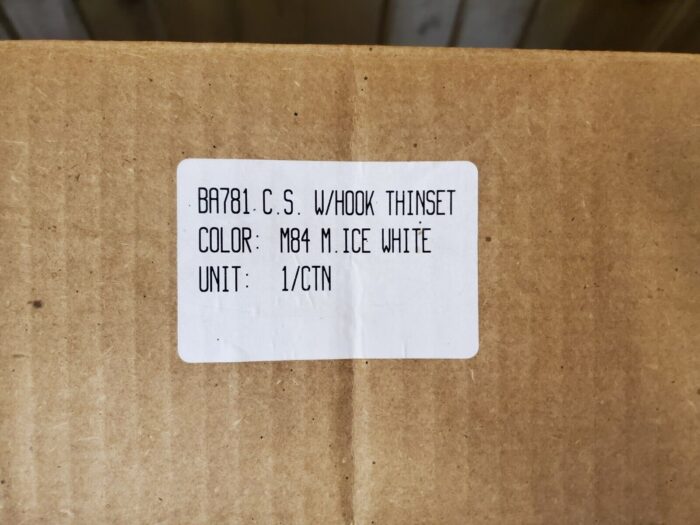 BA781 C.S. W/HOOK THINSET
COLOR: M84 M.ICE WHITE
UNIT: 1/CTN